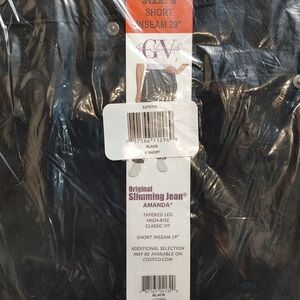 SIZE: 8
SHORT
INSEAM 29"
GV
BLACK
8 SHORT
Original
Slimming Jean®
AMANDA®
TAPERED LEG
HIGH-RISE
CLASSIC FIT
SHORT INSEAM 29"
ADDITIONAL SELECTION
MAY BE AVAILABLE ON
COSTCO.COM
BLACK